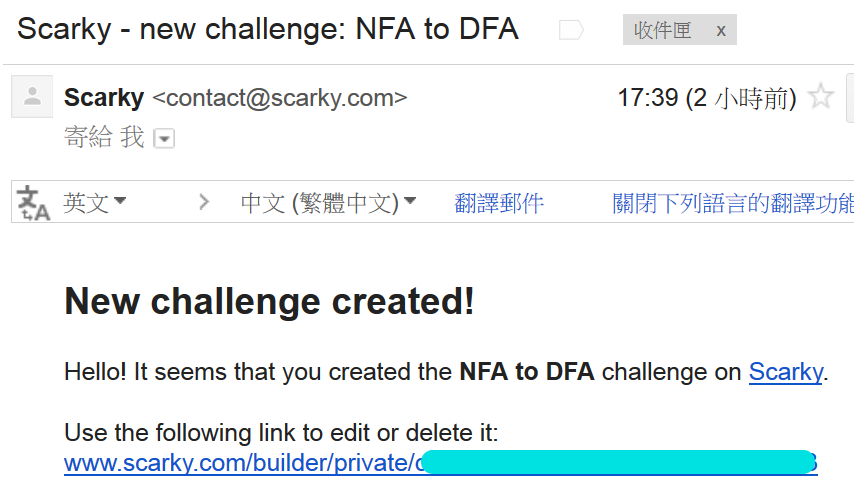 Scarky - new challenge: NFA to DFA 收件匣 x
Scarky <contact@scarky.com> 17:39 (2 小時前)
寄給 我
文A 英文 > 中文 (繁體中文) 翻譯郵件 關閉下列語言的翻譯功能
New challenge created!
Hello! It seems that you created the NFA to DFA challenge on Scarky.
Use the following link to edit or delete it:
www.scarky.com/builder/private/